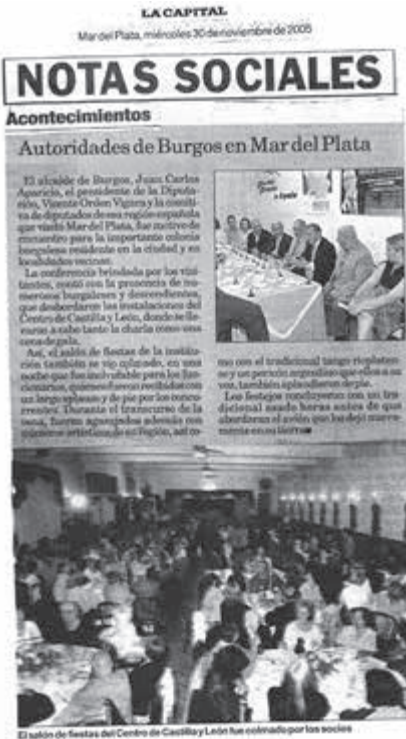 LA CAPITAL
Mar del Plata, miércoles 30 de noviembre de 2005
NOTAS SOCIALES
Acontecimientos
Autoridades de Burgos en Mar del Plata
El alcalde de Burgos, Juan Carlos
Aparicio, el presidente de la Diputa-
ción, Vicente Orden Vigara y la comiti-
va de diputados de esa región española
que visitó Mar del Plata, fue motivo de
encuentro para la importante colonia
burgalesa residente en la ciudad y en
localidades vecinas.
La conferencia brindada por los visi-
tantes, contó con la presencia de nu-
merosos burgaleses y descendientes,
que desbordaron las instalaciones del
Centro de Castilla y León, donde se lle-
varon a cabo tanto la charla como una
cena de gala.
Así, el salón de fiestas de la institu-
ción también se vio colmado, en una
noche que fue inolvidable para los fun-
cionarios, quienes fueron recibidos con
un largo aplauso y de pie por los concu-
rrentes. Durante el transcurso de la
cena, fueron agasajados además con
números artísticos de su región, así co-
mo con el tradicional tango rioplaten-
se y un pericón argentino que ellos a su
vez, también aplaudieron de pie.
Los festejos concluyeron con un tra-
dicional asado horas antes de que
abordaran el avión que los dejó nueva-
mente en su tierra
El salón de fiestas del Centro de Castilla y León fue colmado por los socios